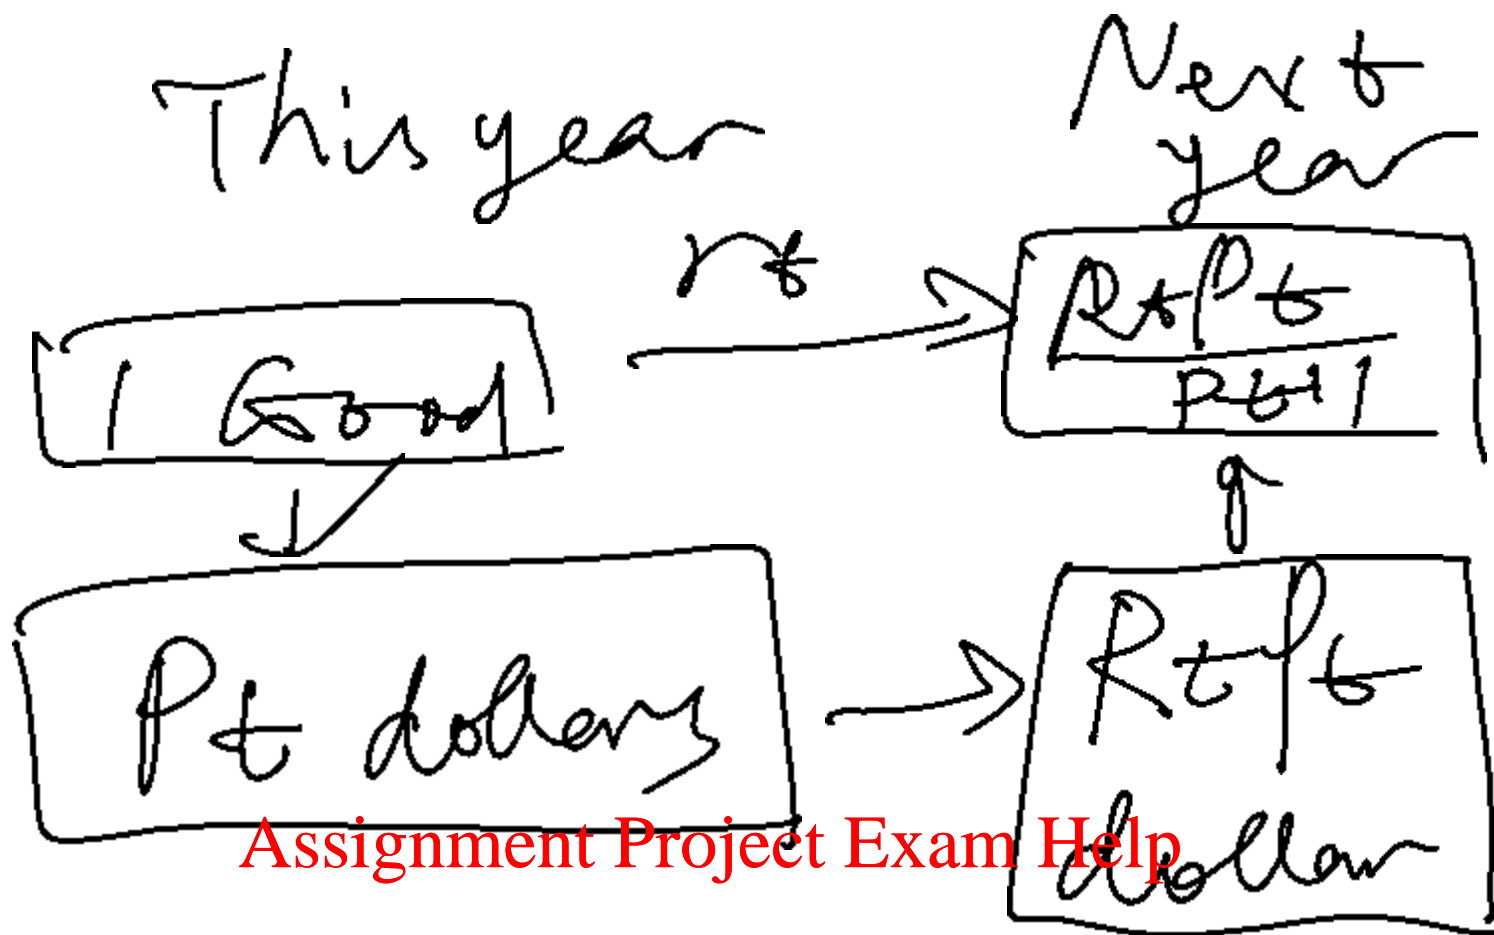 This year
Next
year
rt
1 Good
RtPt
Pt+1
Pt dollars
RtPt
dollar
Assignment Project Exam Help